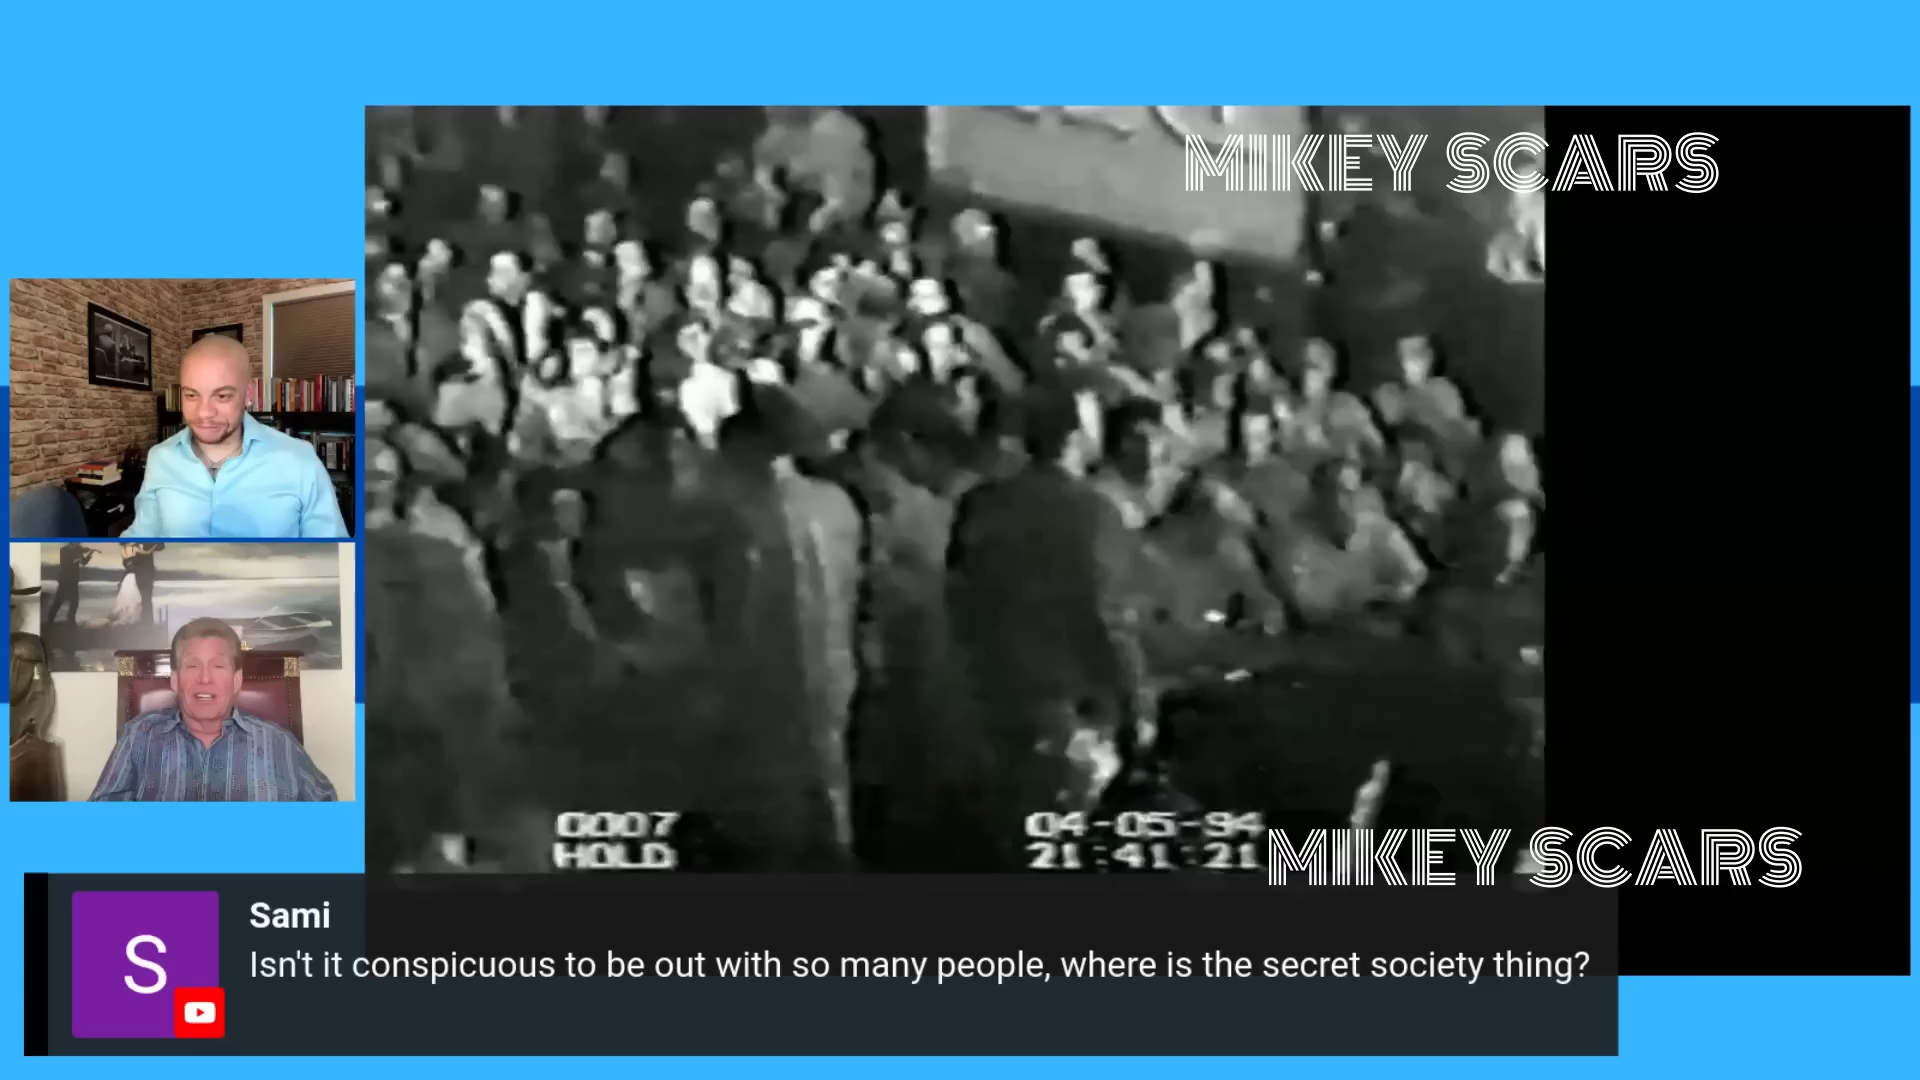 MIKEY SCARS
0007
HOLD
04-05-94
21:41:21
MIKEY SCARS
S
Sami
Isn't it conspicuous to be out with so many people, where is the secret society thing?